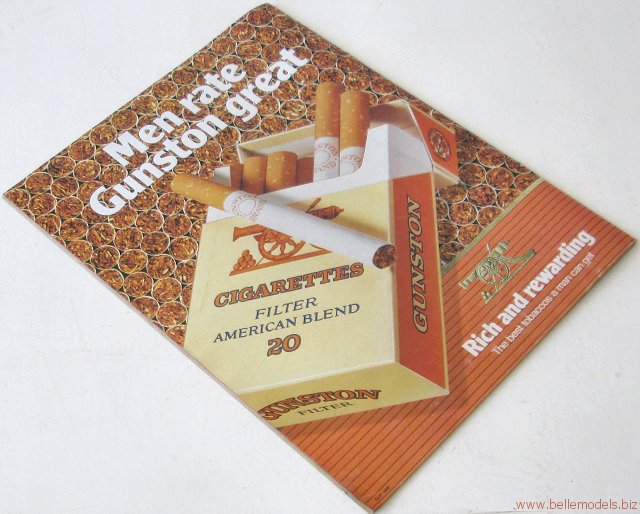 Men rate
Gunston great
CIGARETTES
FILTER
AMERICAN BLEND
20
GUNSTON
GUNSTON
FILTER
Rich and rewarding
The best tobaccos a man can get
www.bellemodels.biz